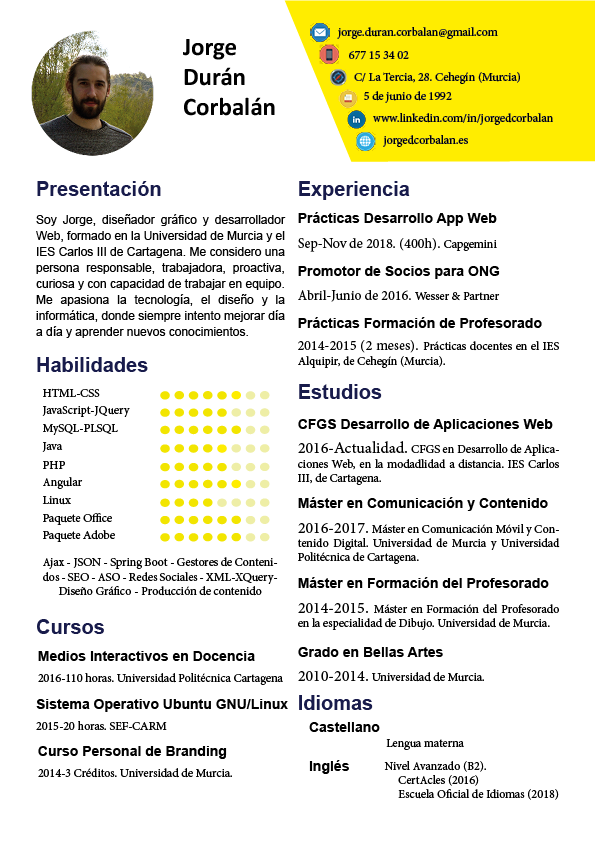 Jorge
Durán
Corbalán
jorge.duran.corbalan@gmail.com
677 15 34 02
C/ La Tercia, 28. Cehegín (Murcia)
5 de junio de 1992
www.linkedin.com/in/jorgedcorbalan
jorgedcorbalan.es
Presentación
Soy Jorge, diseñador gráfico y desarrollador
Web, formado en la Universidad de Murcia y el
IES Carlos III de Cartagena. Me considero una
persona responsable, trabajadora, proactiva,
curiosa y con capacidad de trabajar en equipo.
Me apasiona la tecnología, el diseño y la
informática, donde siempre intento mejorar día
a día y aprender nuevos conocimientos.
Habilidades
HTML-CSS
JavaScript-JQuery
MySQL-PLSQL
Java
PHP
Angular
Linux
Paquete Office
Paquete Adobe
Ajax - JSON - Spring Boot - Gestores de Conteni-
dos - SEO - ASO - Redes Sociales - XML-XQuery-
Diseño Gráfico - Producción de contenido
Cursos
Medios Interactivos en Docencia
2016-110 horas. Universidad Politécnica Cartagena
Sistema Operativo Ubuntu GNU/Linux
2015-20 horas. SEF-CARM
Curso Personal de Branding
2014-3 Créditos. Universidad de Murcia.
Experiencia
Prácticas Desarrollo App Web
Sep-Nov de 2018. (400h). Capgemini
Promotor de Socios para ONG
Abril-Junio de 2016. Wesser & Partner
Prácticas Formación de Profesorado
2014-2015 (2 meses). Prácticas docentes en el IES
Alquipir, de Cehegín (Murcia).
Estudios
CFGS Desarrollo de Aplicaciones Web
2016-Actualidad. CFGS en Desarrollo de Aplica-
ciones Web, en la modadlidad a distancia. IES Carlos
III, de Cartagena.
Máster en Comunicación y Contenido
2016-2017. Máster en Comunicación Móvil y Con-
tenido Digital. Universidad de Murcia y Universidad
Politécnica de Cartagena.
Máster en Formación del Profesorado
2014-2015. Máster en Formación del Profesorado
en la especialidad de Dibujo. Universidad de Murcia.
Grado en Bellas Artes
2010-2014. Universidad de Murcia.
Idiomas
Castellano
Lengua materna
Inglés Nivel Avanzado (B2).
CertAcles (2016)
Escuela Oficial de Idiomas (2018)